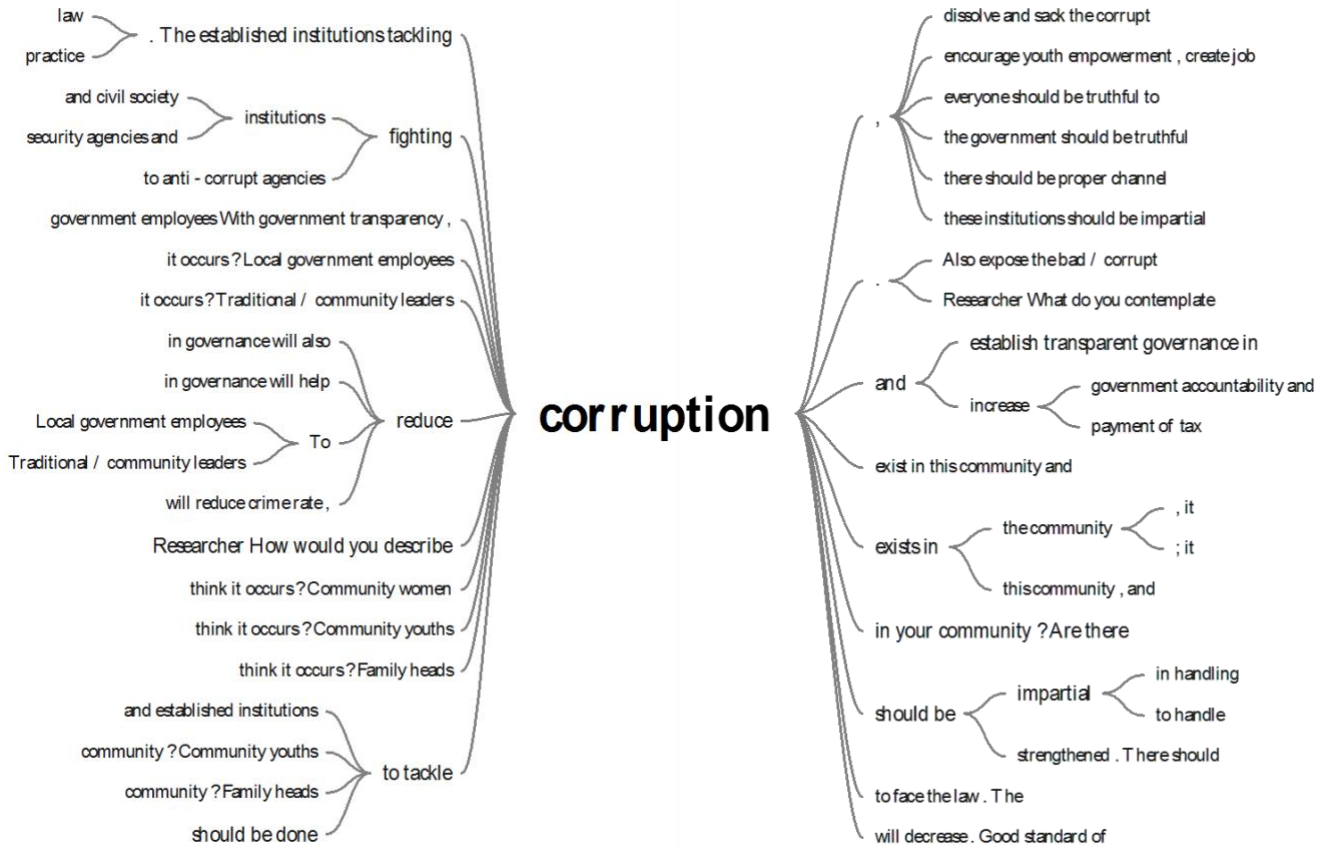 law
practice
. The established institutions tackling
and civil society
security agencies and
institutions
to anti - corrupt agencies
fighting
government employees With government transparency ,
it occurs ? Local government employees
it occurs ? Traditional / community leaders
in governance will also
in governance will help
Local government employees
Traditional / community leaders
To
will reduce crime rate ,
reduce
Researcher How would you describe
think it occurs ? Community women
think it occurs ? Community youths
think it occurs ? Family heads
and established institutions
community ? Community youths
community ? Family heads
should be done
to tackle
corruption
,
dissolve and sack the corrupt
encourage youth empowerment , create job
everyone should be truthful to
the government should be truthful
there should be proper channel
these institutions should be impartial
.
Also expose the bad / corrupt
Researcher What do you contemplate
and
establish transparent governance in
increase
government accountability and
payment of tax
exist in this community and
exists in
the community
, it
; it
this community , and
in your community ? Are there
should be
impartial
in handling
to handle
strengthened . There should
to face the law . The
will decrease . Good standard of